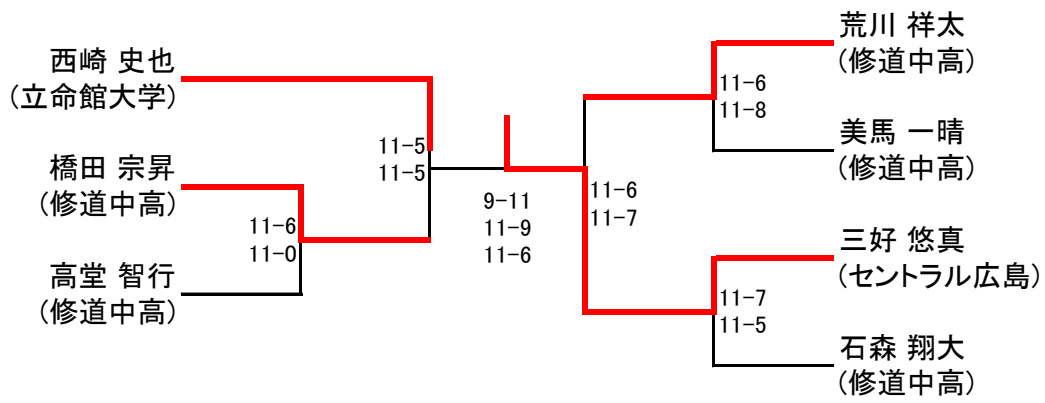 西崎 史也
(立命館大学)
橋田 宗昇
(修道中高)
高堂 智行
(修道中高)
11-6
11-0
11-5
11-5
9-11
11-9
11-6
11-6
11-7
荒川 祥太
(修道中高)
11-6
11-8
美馬 一晴
(修道中高)
三好 悠真
(セントラル広島)
11-7
11-5
石森 翔大
(修道中高)